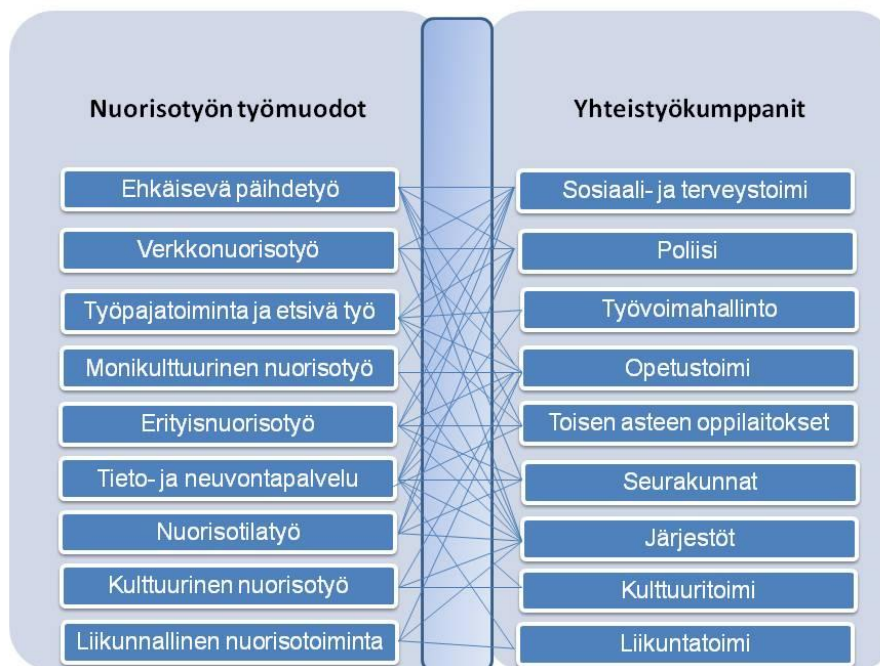 Nuorisotyön työmuodot
Ehkäisevä päihdetyö
Verkkonuorisotyö
Työpajatoiminta ja etsivä työ
Monikulttuurinen nuorisotyö
Erityisnuorisotyö
Tieto- ja neuvontapalvelu
Nuorisotilatyö
Kulttuurinen nuorisotyö
Liikunnallinen nuorisotoiminta
Yhteistyökumppanit
Sosiaali- ja terveystoimi
Poliisi
Työvoimahallinto
Opetustoimi
Toisen asteen oppilaitokset
Seurakunnat
Järjestöt
Kulttuuritoimi
Liikuntatoimi